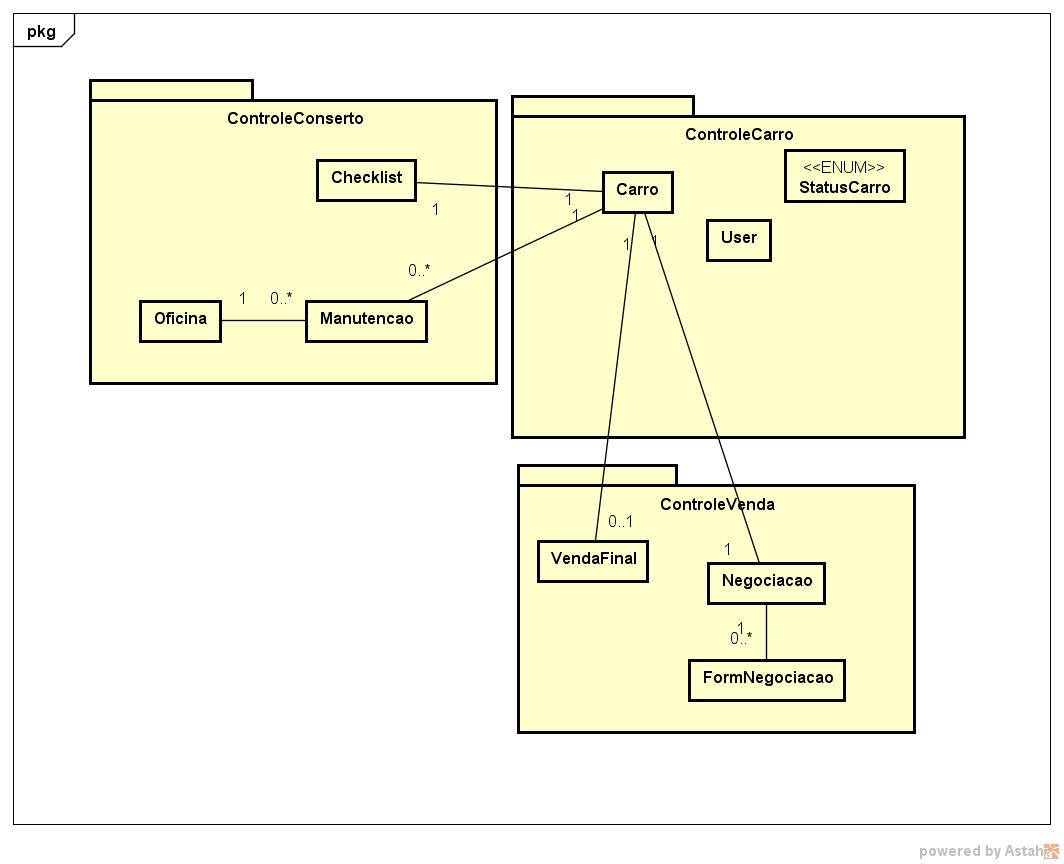 pkg
ControleConserto
Checklist
1
1
1
0..*
Oficina
1
0..*
Manutencao
ControleCarro
Carro
<<ENUM>>
StatusCarro
User
1
1
ControleVenda
0..1
VendaFinal
1
Negociacao
1
0..*
FormNegociacao
powered by Astah